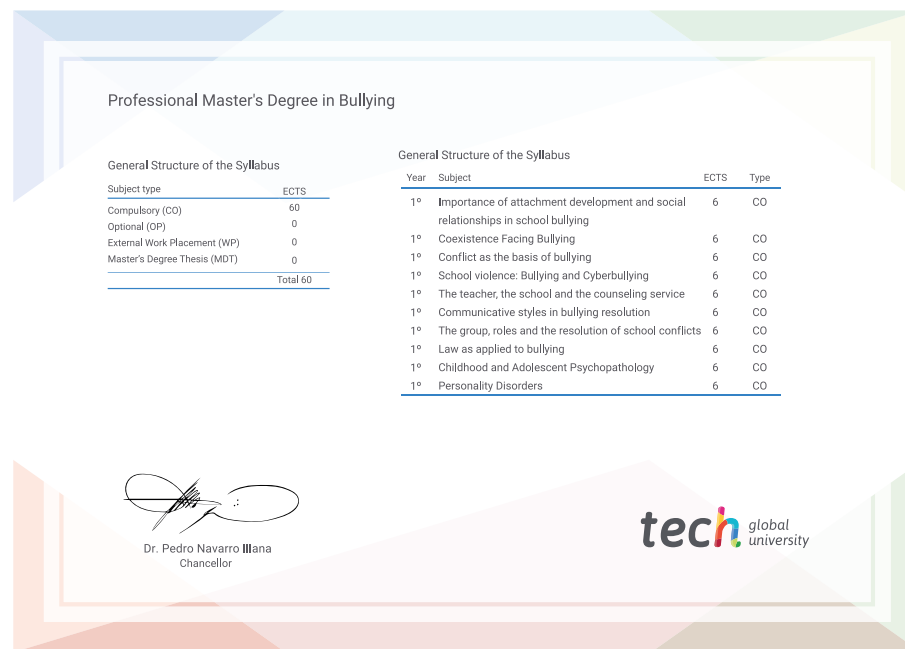 Professional Master's Degree in Bullying
General Structure of the Syllabus
Subject type ECTS
Compulsory (CO) 60
Optional (OP) 0
External Work Placement (WP) 0
Master's Degree Thesis (MDT) 0
Total 60
General Structure of the Syllabus
Year Subject ECTS Type
1º Importance of attachment development and social 6 CO
relationships in school bullying
1º Coexistence Facing Bullying 6 CO
1º Conflict as the basis of bullying 6 CO
1º School violence: Bullying and Cyberbullying 6 CO
1º The teacher, the school and the counseling service 6 CO
1º Communicative styles in bullying resolution 6 CO
1º The group, roles and the resolution of school conflicts 6 CO
1º Law as applied to bullying 6 CO
1º Childhood and Adolescent Psychopathology 6 CO
1º Personality Disorders 6 CO
Dr. Pedro Navarro Illana
Chancellor
tech global
university